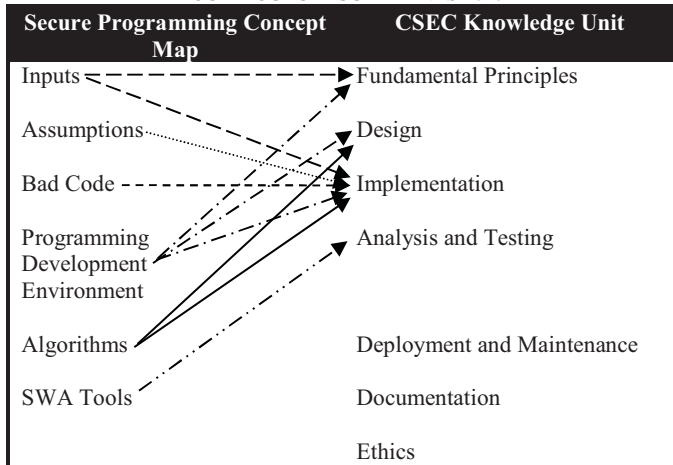 Secure Programming Concept Map CSEC Knowledge Unit
Inputs Fundamental Principles
Assumptions Design
Bad Code Implementation
Programming Analysis and Testing
Development
Environment
Algorithms Deployment and Maintenance
SWA Tools Documentation
Ethics